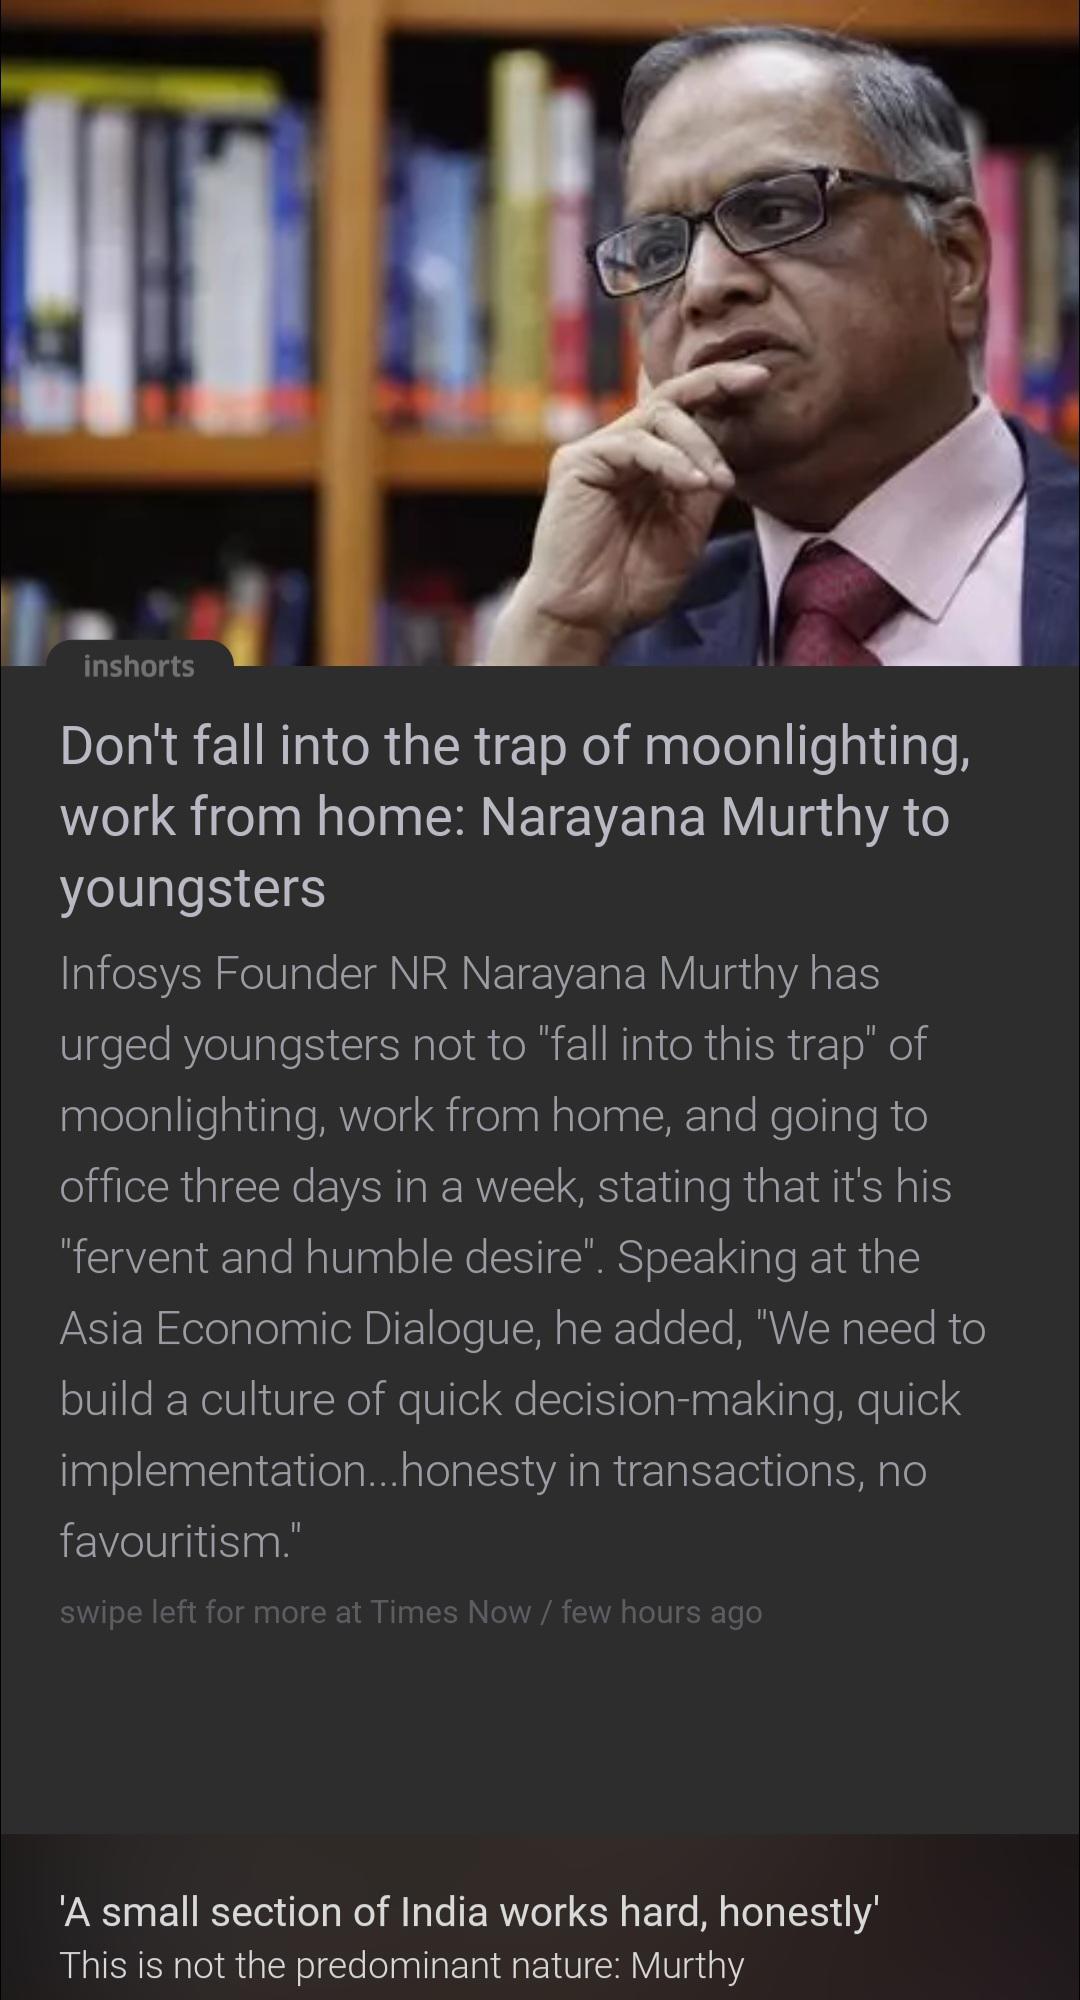 inshorts
Don't fall into the trap of moonlighting,
work from home: Narayana Murthy to
youngsters
Infosys Founder NR Narayana Murthy has
urged youngsters not to "fall into this trap" of
moonlighting, work from home, and going to
office three days in a week, stating that it's his
"fervent and humble desire". Speaking at the
Asia Economic Dialogue, he added, "We need to
build a culture of quick decision-making, quick
implementation...honesty in transactions, no
favouritism."
swipe left for more at Times Now / few hours ago
'A small section of India works hard, honestly'
This is not the predominant nature: Murthy